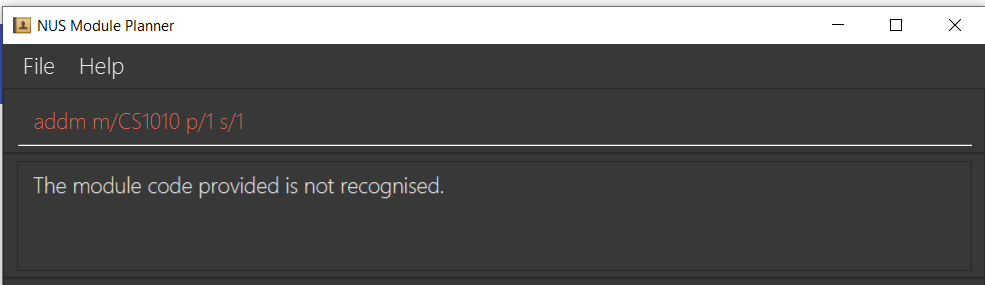 NUS Module Planner
File Help
addm m/CS1010 p/1 s/1
The module code provided is not recognised.